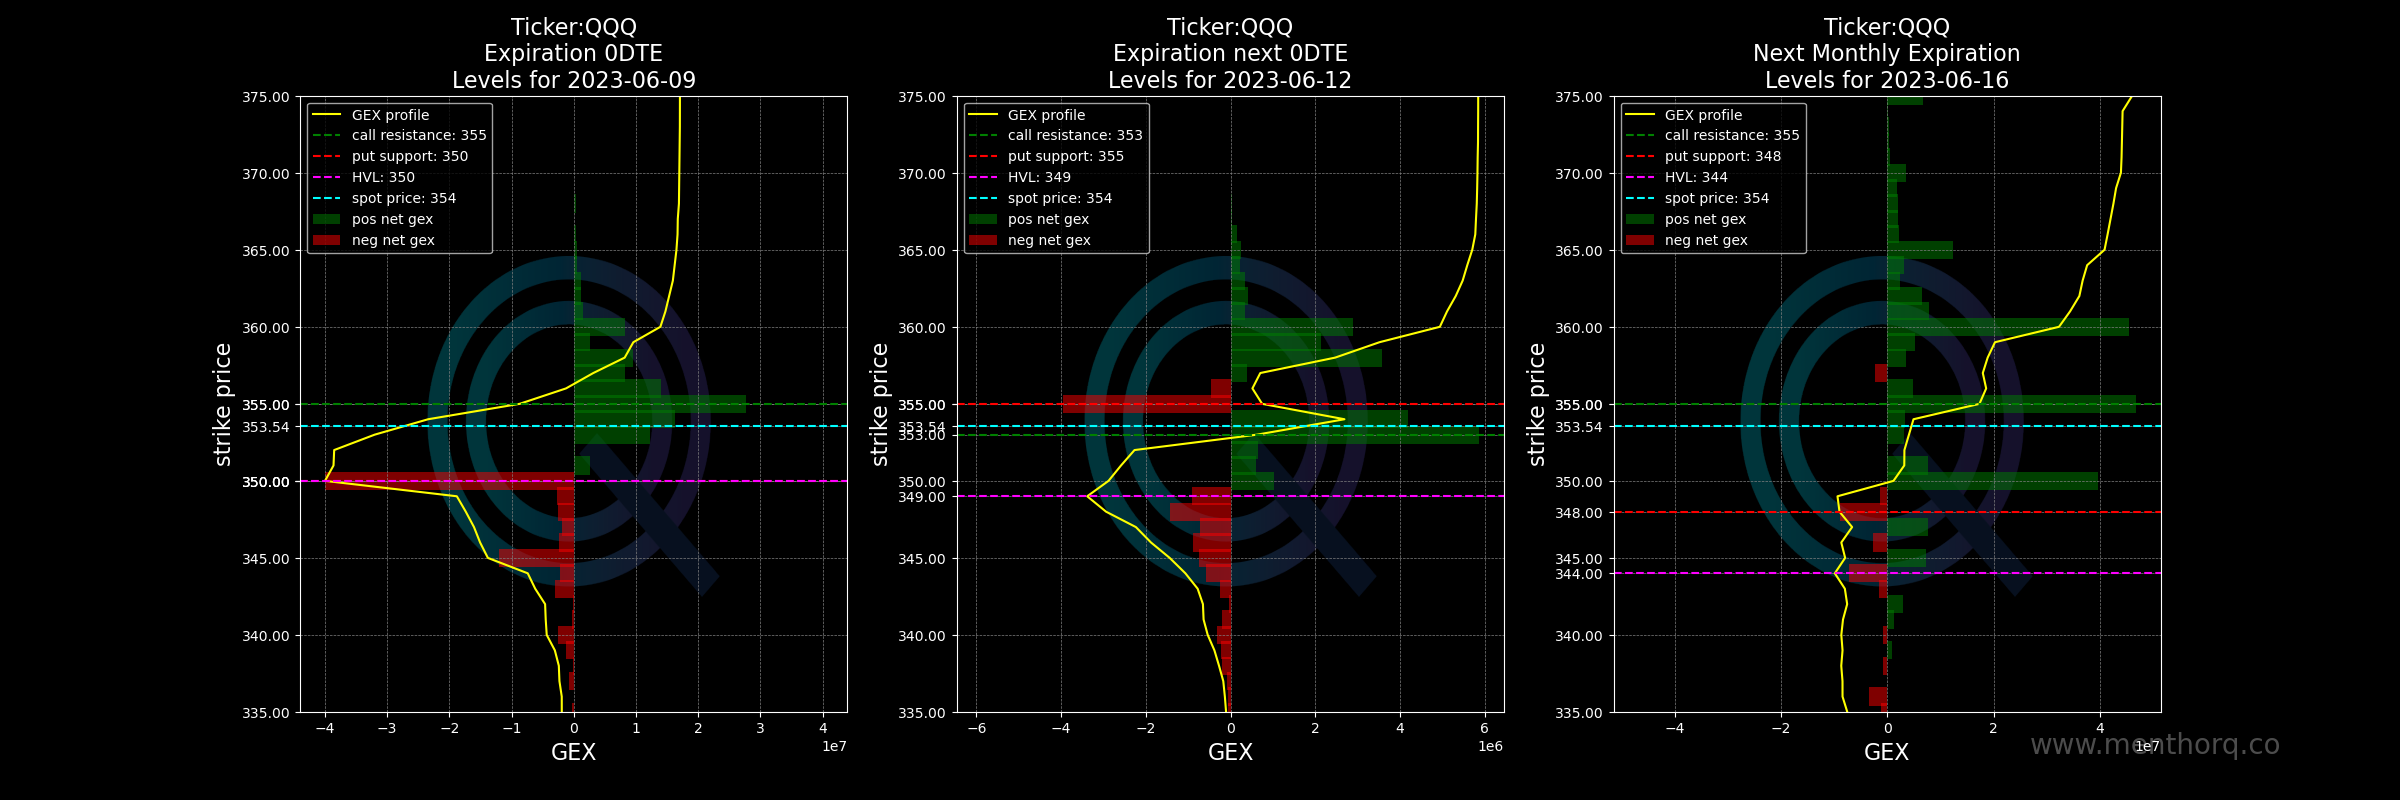 Ticker:QQQ
Expiration 0DTE
Levels for 2023-06-09
375.00
370.00
365.00
360.00
355.00
353.54
350.00
345.00
340.00
335.00
strike price
GEX profile
call resistance: 355
put support: 350
HVL: 350
spot price: 354
pos net gex
neg net gex
−4 −3 −2 −1 0 1 2 3 4
1e7
GEX
Ticker:QQQ
Expiration next 0DTE
Levels for 2023-06-12
375.00
370.00
365.00
360.00
355.00
353.54
353.00
350.00
349.00
345.00
340.00
335.00
strike price
GEX profile
call resistance: 353
put support: 355
HVL: 349
spot price: 354
pos net gex
neg net gex
−6 −4 −2 0 2 4 6
1e6
GEX
Ticker:QQQ
Next Monthly Expiration
Levels for 2023-06-16
375.00
370.00
365.00
360.00
355.00
353.54
350.00
348.00
345.00
344.00
340.00
335.00
strike price
GEX profile
call resistance: 355
put support: 348
HVL: 344
spot price: 354
pos net gex
neg net gex
−4 −2 0 2 4
1e7
GEX
www.menthorq.co